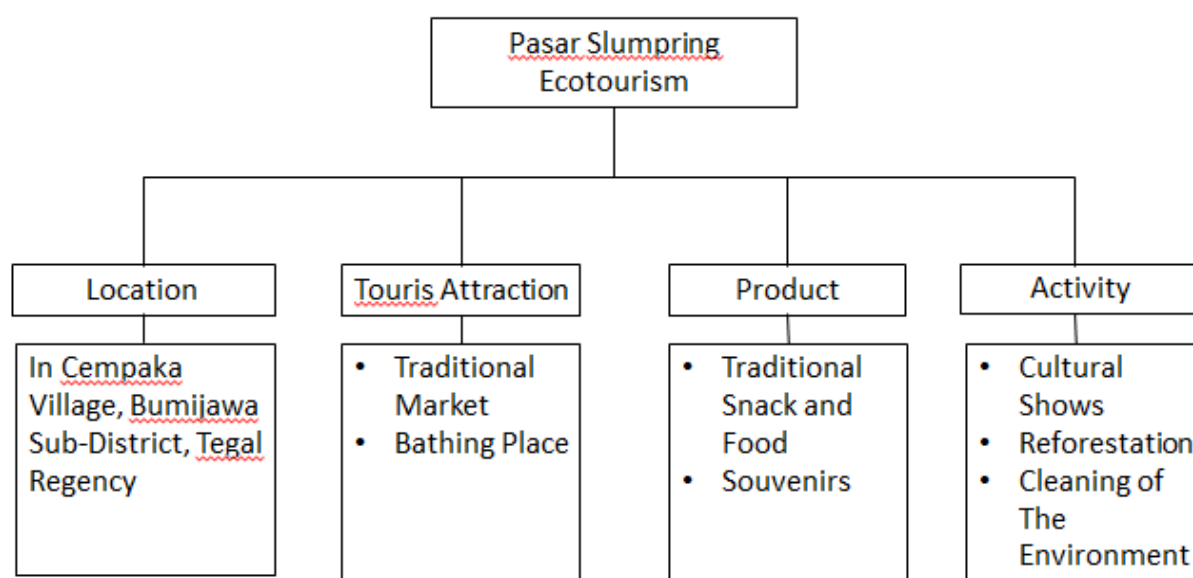 Pasar Slumpring
Ecotourism
Location
Touris Attraction
Product
Activity
In Cempaka
Village, Bumijawa
Sub-District, Tegal
Regency
• Traditional
Market
• Bathing Place
• Traditional
Snack and
Food
• Souvenirs
• Cultural
Shows
• Reforestation
• Cleaning of
The
Environment